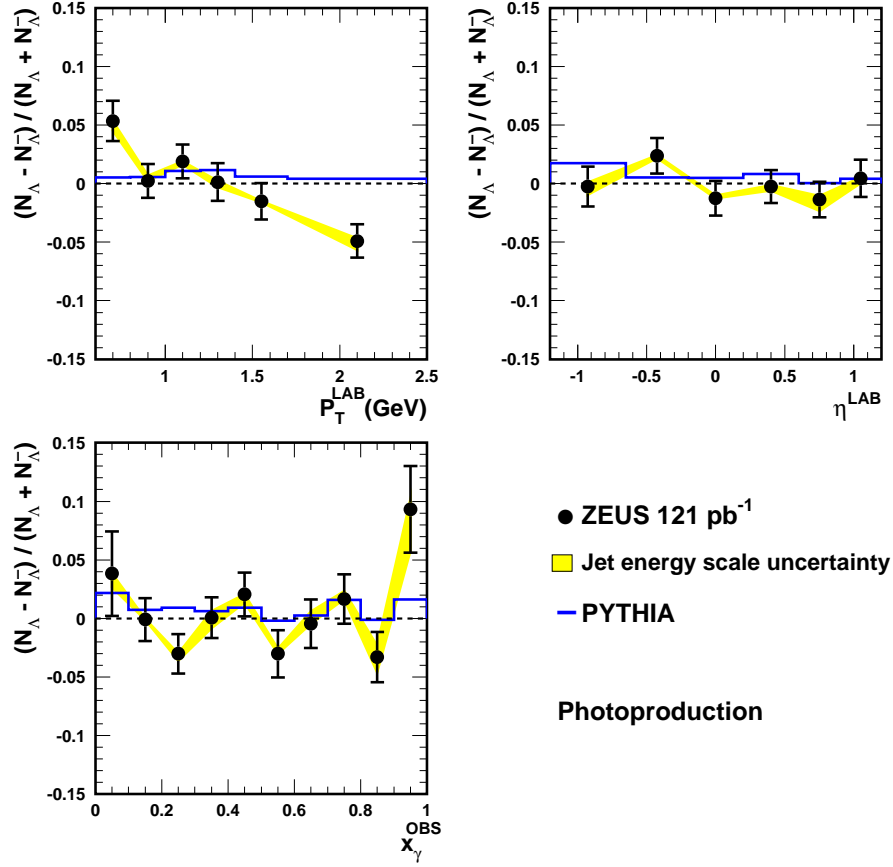 (N_Λ - N_Λ̄) / (N_Λ + N_Λ̄)
0.15
0.1
0.05
0
-0.05
-0.1
-0.15
1 1.5 2 2.5
P_T^LAB (GeV)
(N_Λ - N_Λ̄) / (N_Λ + N_Λ̄)
0.15
0.1
0.05
0
-0.05
-0.1
-0.15
-1 -0.5 0 0.5 1
η^LAB
(N_Λ - N_Λ̄) / (N_Λ + N_Λ̄)
0.15
0.1
0.05
0
-0.05
-0.1
-0.15
0 0.2 0.4 0.6 0.8 1
x_γ^OBS
ZEUS 121 pb⁻¹
Jet energy scale uncertainty
PYTHIA
Photoproduction